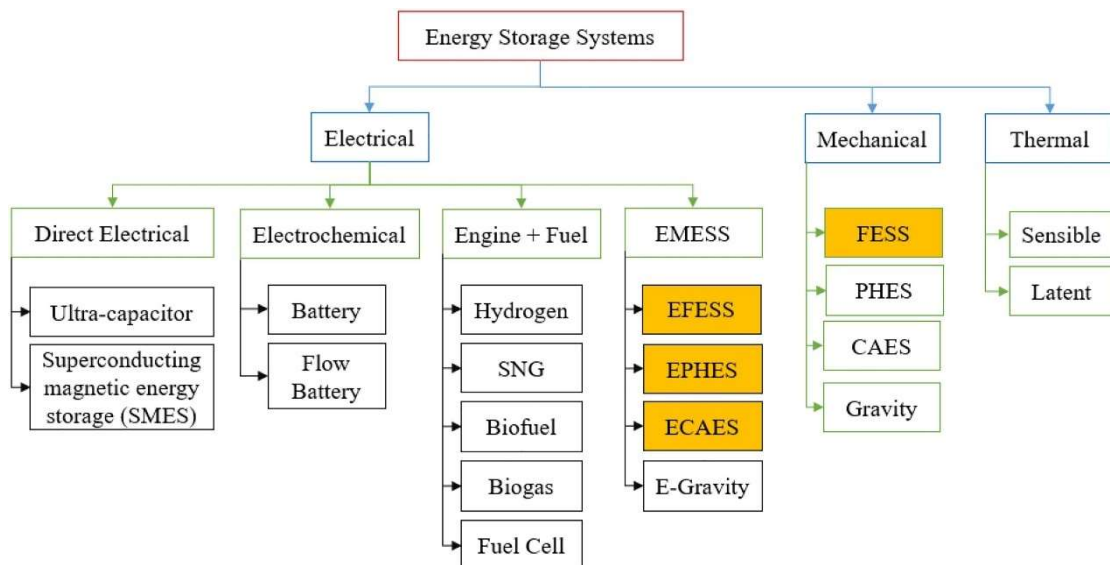 Energy Storage Systems
Electrical
Mechanical
Thermal
Direct Electrical
Electrochemical
Engine + Fuel
EMESS
FESS
Sensible
PHES
Latent
CAES
Gravity
Ultra-capacitor
Superconducting
magnetic energy
storage (SMES)
Battery
Flow
Battery
Hydrogen
SNG
Biofuel
Biogas
Fuel Cell
EFESS
EPHES
ECAES
E-Gravity